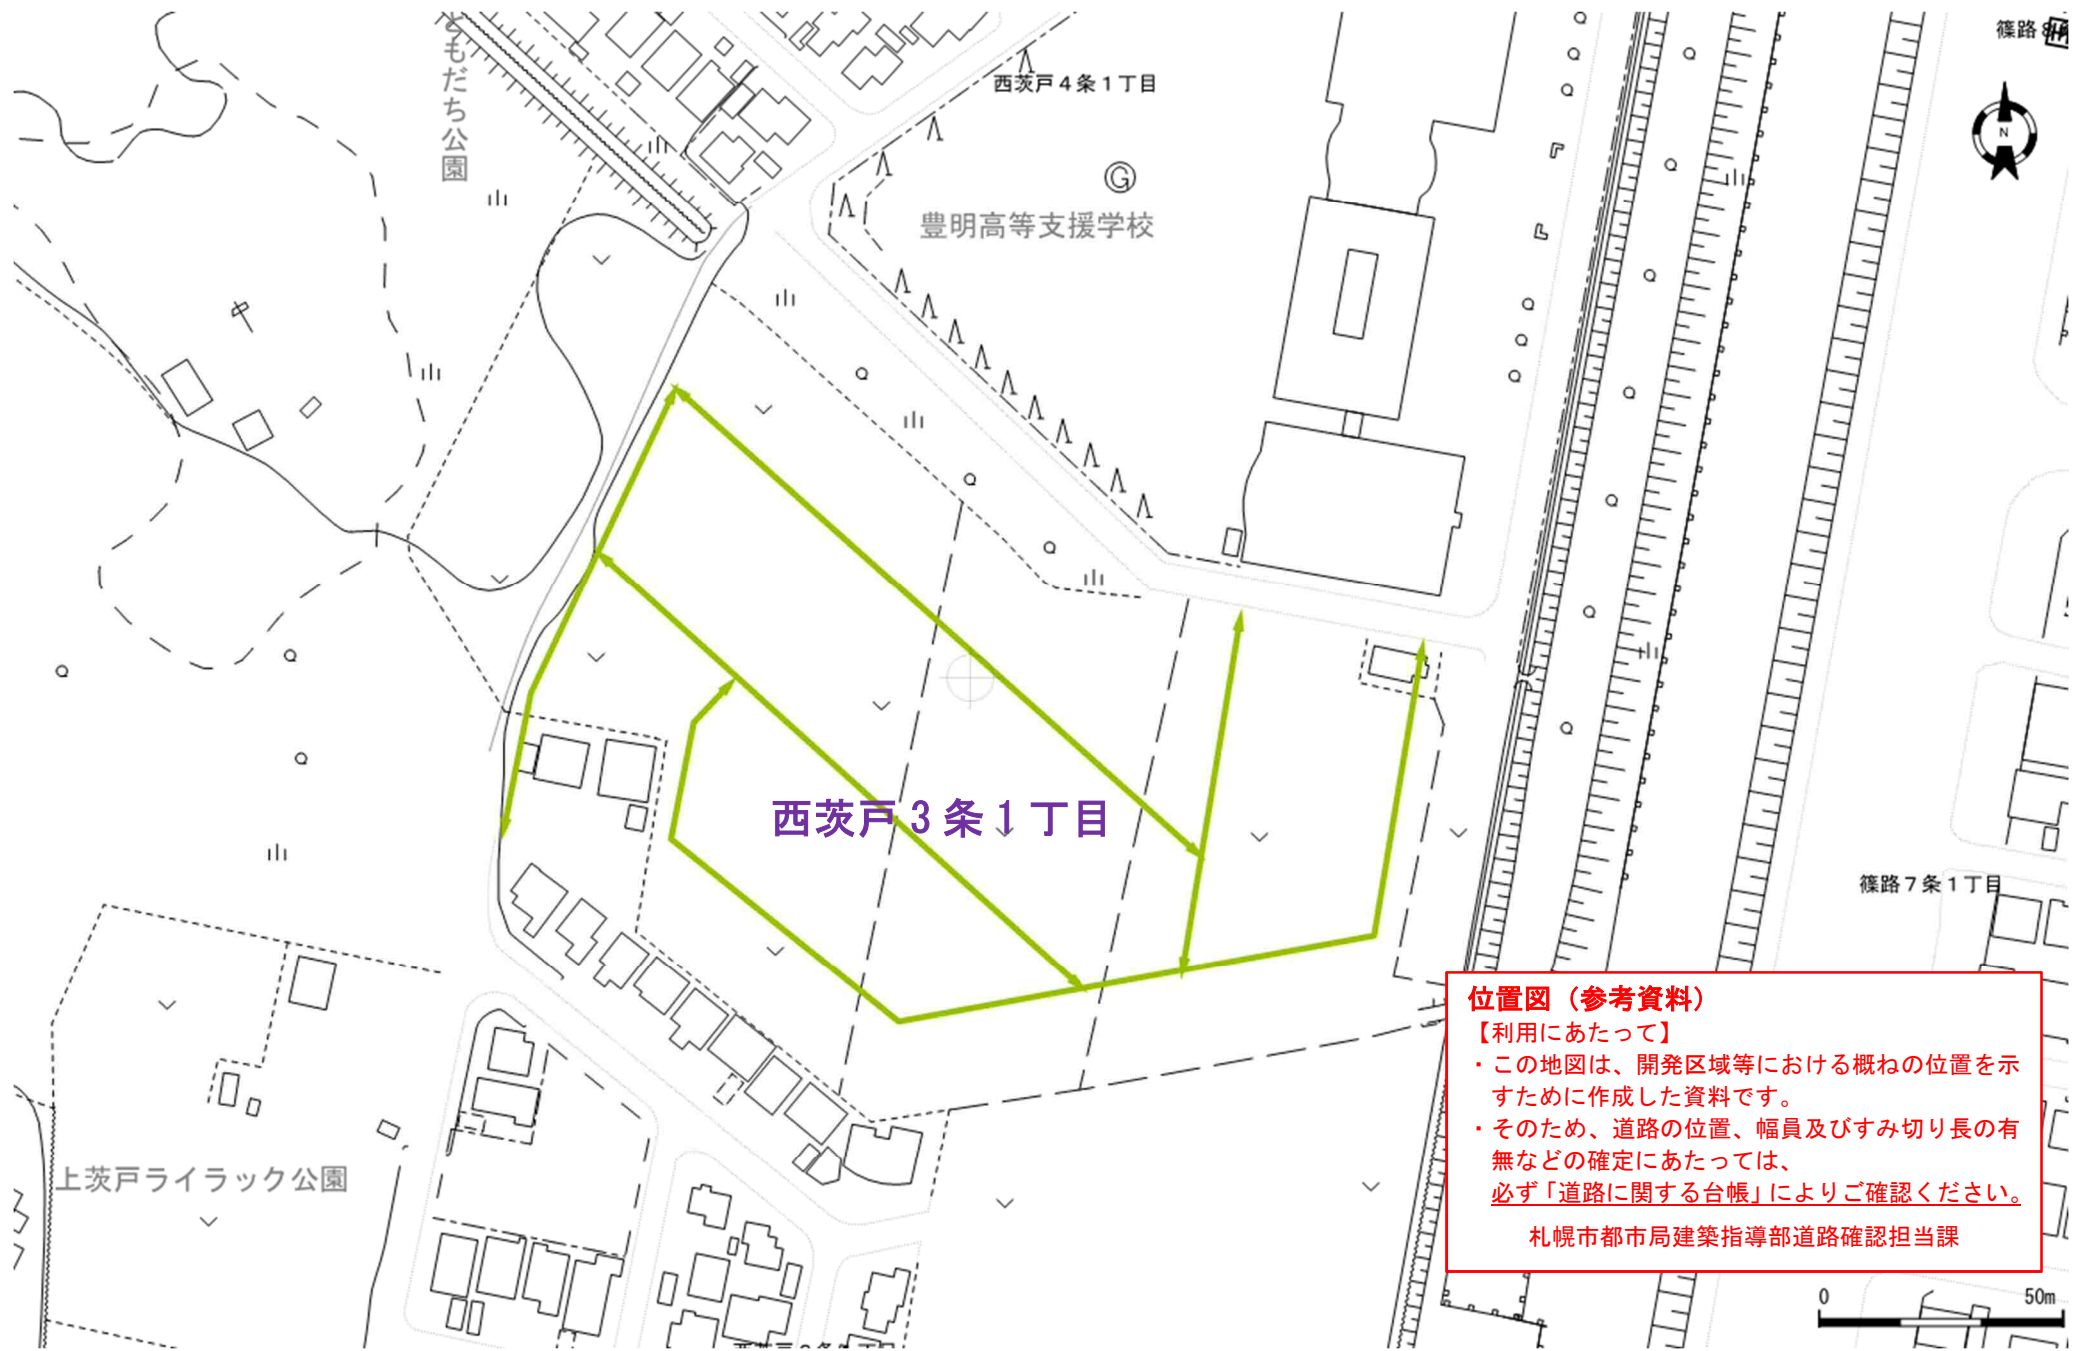 ともだち公園
西茨戸４条１丁目
篠路
N
G
豊明高等支援学校
西茨戸３条１丁目
篠路７条１丁目
上茨戸ライラック公園
位置図（参考資料）
【利用にあたって】
・この地図は、開発区域等における概ねの位置を示
すために作成した資料です。
・そのため、道路の位置、幅員及びすみ切り長の有
無などの確定にあたっては、
必ず「道路に関する台帳」によりご確認ください。
札幌市都市局建築指導部道路確認担当課
0 50m